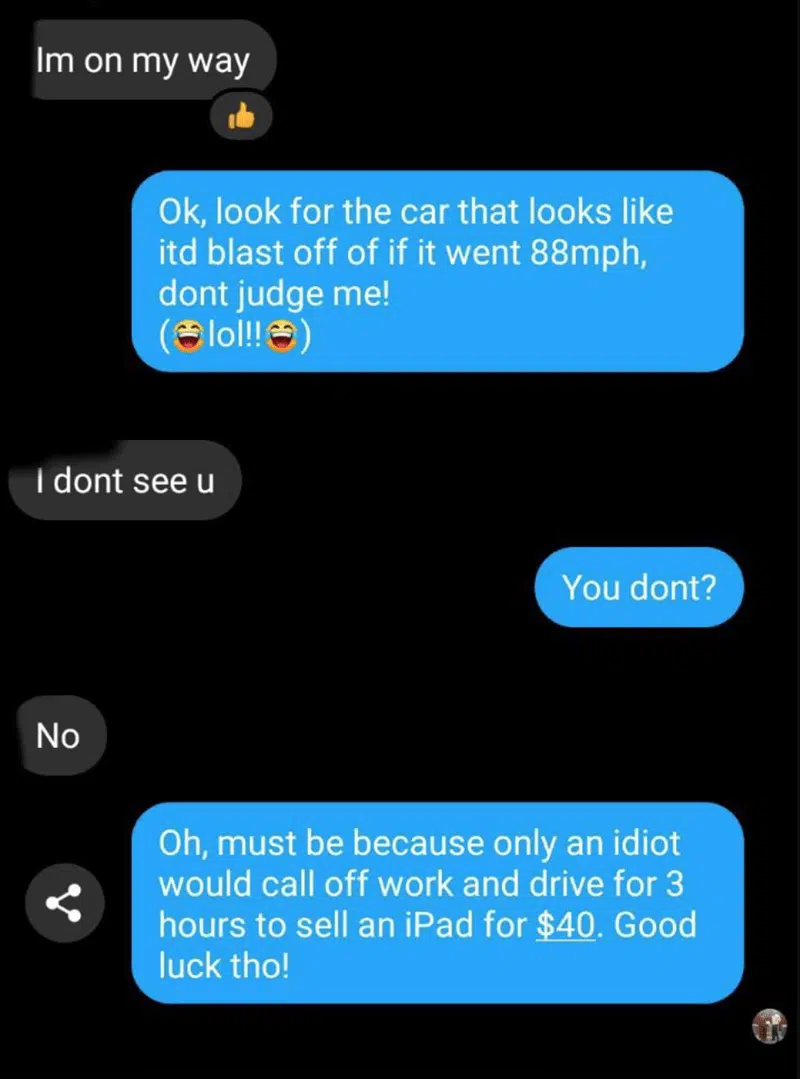 Im on my way
👍
Ok, look for the car that looks like
itd blast off of if it went 88mph,
dont judge me!
(😂lol!!😂)
I dont see u
You dont?
No
Oh, must be because only an idiot
would call off work and drive for 3
hours to sell an iPad for $40. Good
luck tho!